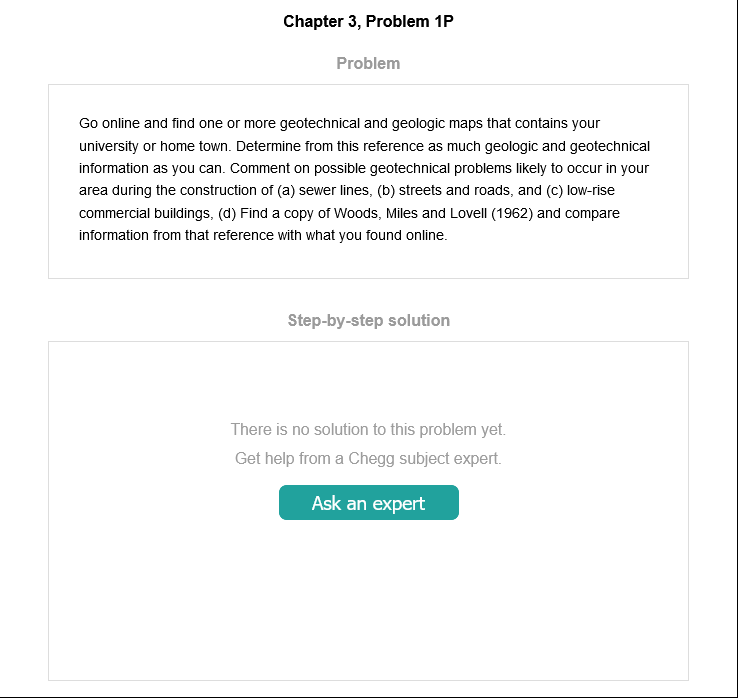 Chapter 3, Problem 1P
Problem
Go online and find one or more geotechnical and geologic maps that contains your
university or home town. Determine from this reference as much geologic and geotechnical
information as you can. Comment on possible geotechnical problems likely to occur in your
area during the construction of (a) sewer lines, (b) streets and roads, and (c) low-rise
commercial buildings, (d) Find a copy of Woods, Miles and Lovell (1962) and compare
information from that reference with what you found online.
Step-by-step solution
There is no solution to this problem yet.
Get help from a Chegg subject expert.
Ask an expert